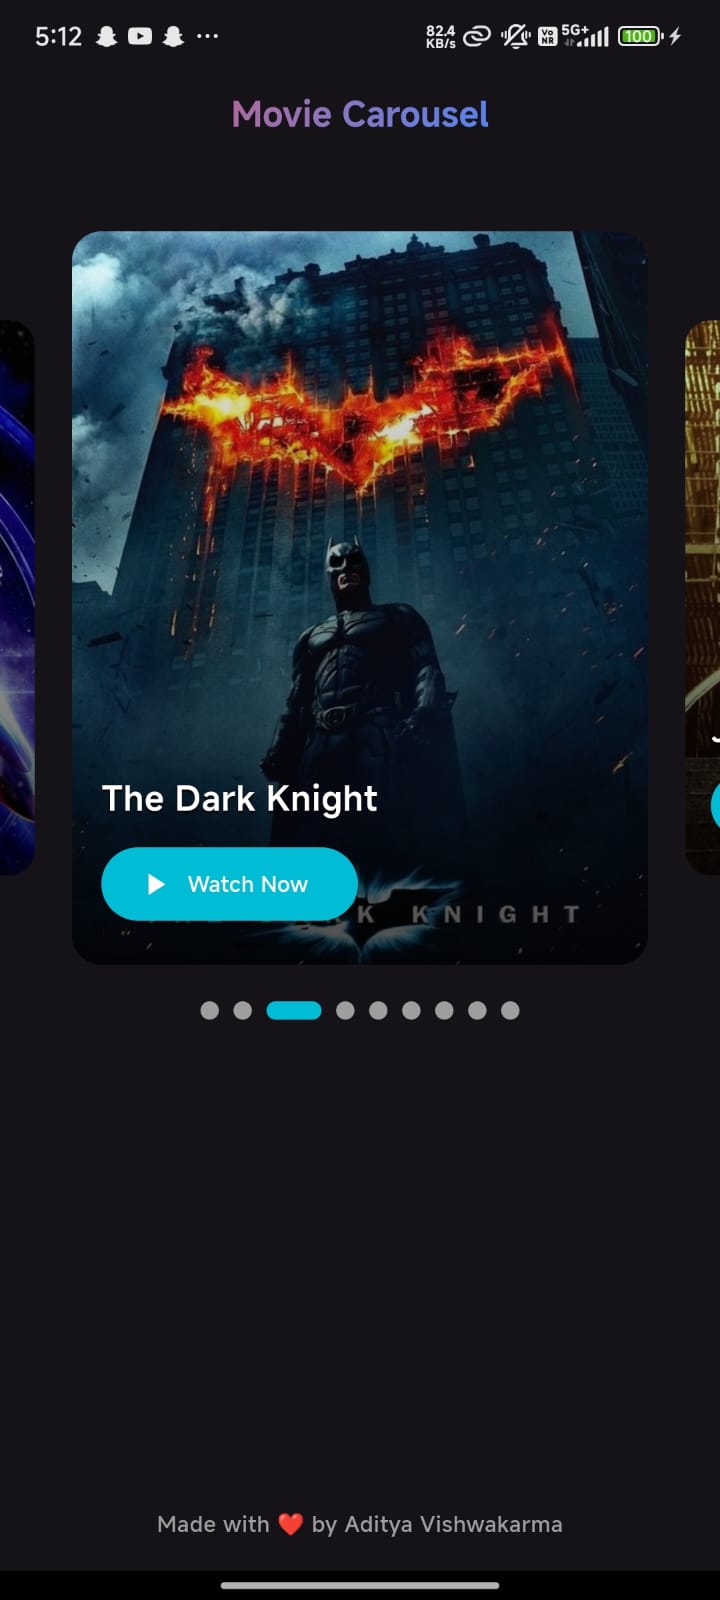 5:12 ... 82.4 KB/s Vo NR 5G+ 100
Movie Carousel
The Dark Knight
Watch Now
KNIGHT
Made with ❤️ by Aditya Vishwakarma